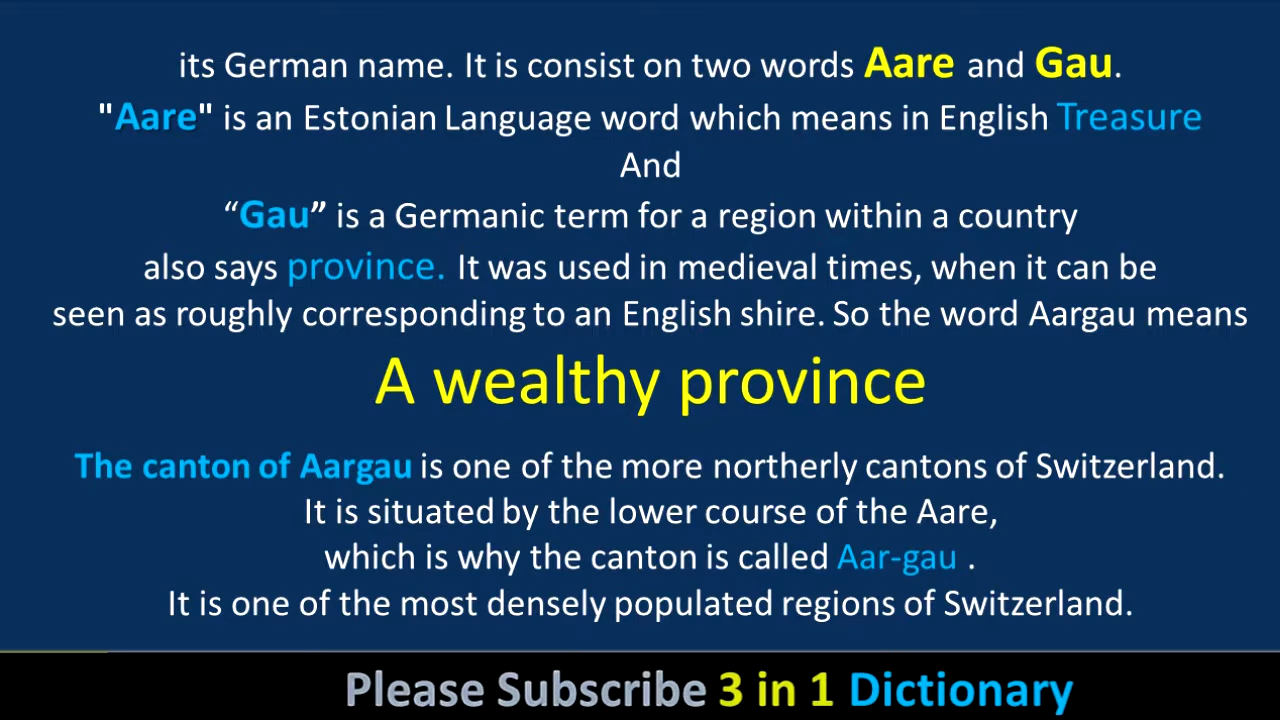 its German name. It is consist on two words Aare and Gau.
"Aare" is an Estonian Language word which means in English Treasure
And
“Gau” is a Germanic term for a region within a country
also says province. It was used in medieval times, when it can be
seen as roughly corresponding to an English shire. So the word Aargau means
A wealthy province
The canton of Aargau is one of the more northerly cantons of Switzerland.
It is situated by the lower course of the Aare,
which is why the canton is called Aar-gau .
It is one of the most densely populated regions of Switzerland.
Please Subscribe 3 in 1 Dictionary